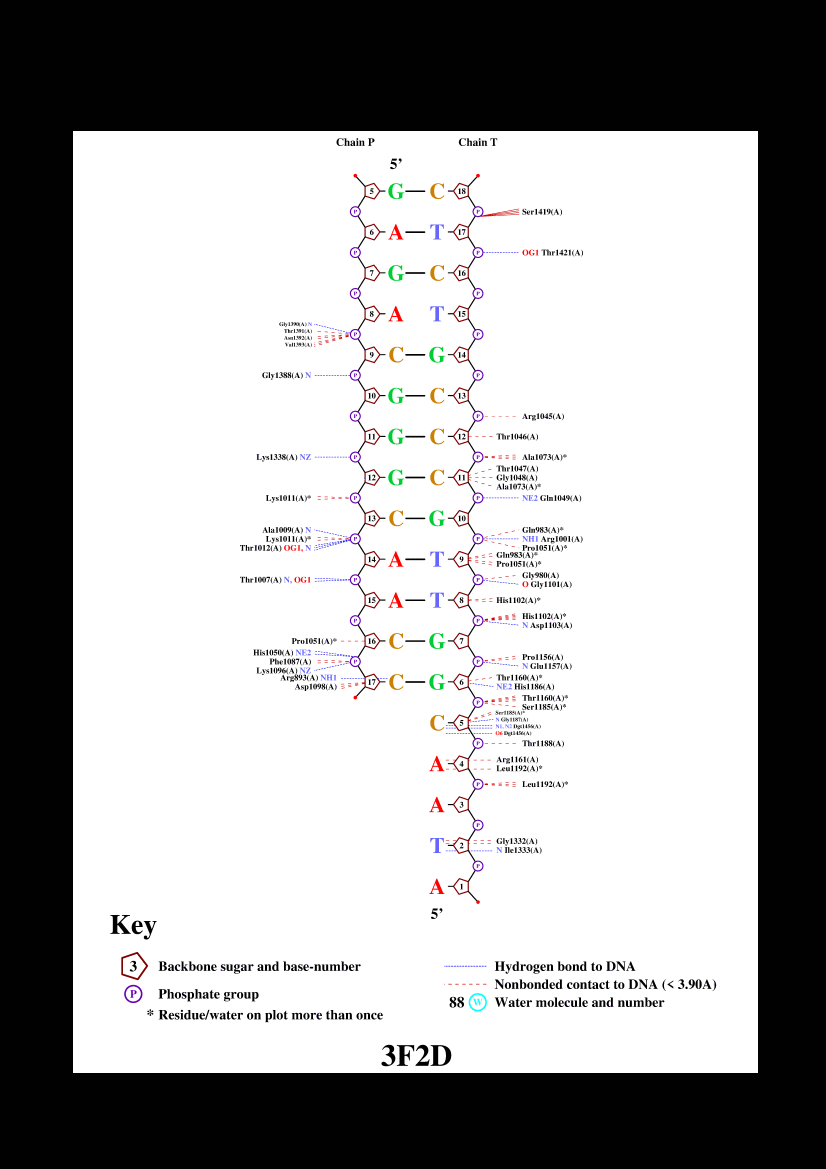 Chain P Chain T
5’
5 G C 18
P P Ser1419(A)
6 A T 17
P P OG1 Thr1421(A)
7 G C 16
P P
8 A T 15
Gly1390(A) N
Thr1391(A)
P P
Asn1392(A)
Val1393(A)
9 C G 14
Gly1388(A) N P P
10 G C 13
P P Arg1045(A)
11 G C 12 Thr1046(A)
Lys1338(A) NZ P P Ala1073(A)*
Thr1047(A)
12 G C 11 Gly1048(A)
Ala1073(A)*
Lys1011(A)* P P NE2 Gln1049(A)
13 C G 10
Ala1009(A) N Gln983(A)*
Lys1011(A)* P P NH1 Arg1001(A)
Thr1012(A) OG1, N Pro1051(A)*
Gln983(A)*
14 A T 9
Pro1051(A)*
Gly980(A)
Thr1007(A) N, OG1 P P
O Gly1101(A)
15 A T 8 His1102(A)*
His1102(A)*
P P
N Asp1103(A)
Pro1051(A)* 16 C G 7
His1050(A) NE2 Pro1156(A)
Phe1087(A) P P
Lys1096(A) NZ N Glu1157(A)
Arg893(A) NH1 Thr1160(A)*
17 C G 6
Asp1098(A) NE2 His1186(A)
Thr1160(A)*
P
Ser1185(A)*
Ser1185(A)*
N Gly1187(A)
C 5
N1, N2 Dgt1456(A)
O6 Dgt1456(A)
P Thr1188(A)
Arg1161(A)
A 4
Leu1192(A)*
P Leu1192(A)*
A 3
P
Gly1332(A)
T 2
N Ile1333(A)
P
A 1
5’
Key
3 Backbone sugar and base-number
P Phosphate group
* Residue/water on plot more than once
Hydrogen bond to DNA
Nonbonded contact to DNA (< 3.90A)
88 W Water molecule and number
3F2D